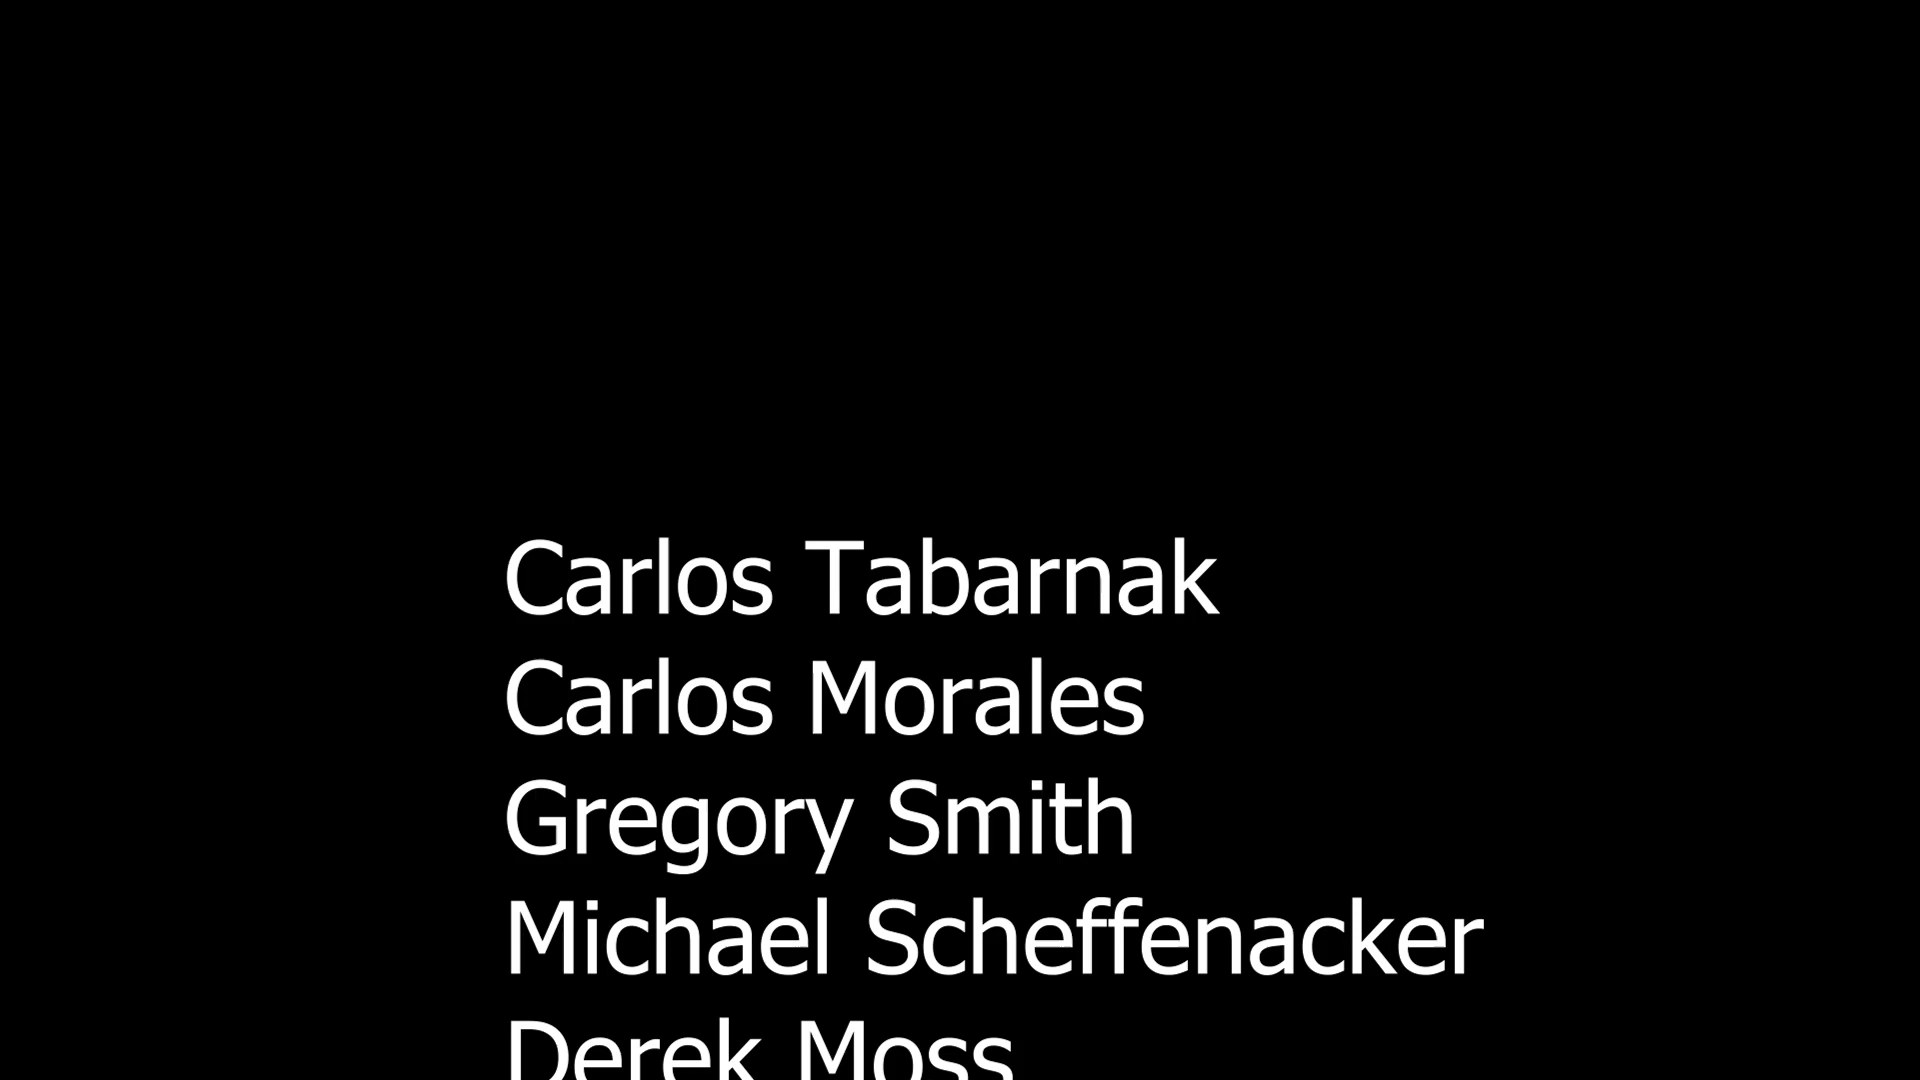 Carlos Tabarnak
Carlos Morales
Gregory Smith
Michael Scheffenacker
Derek Moss